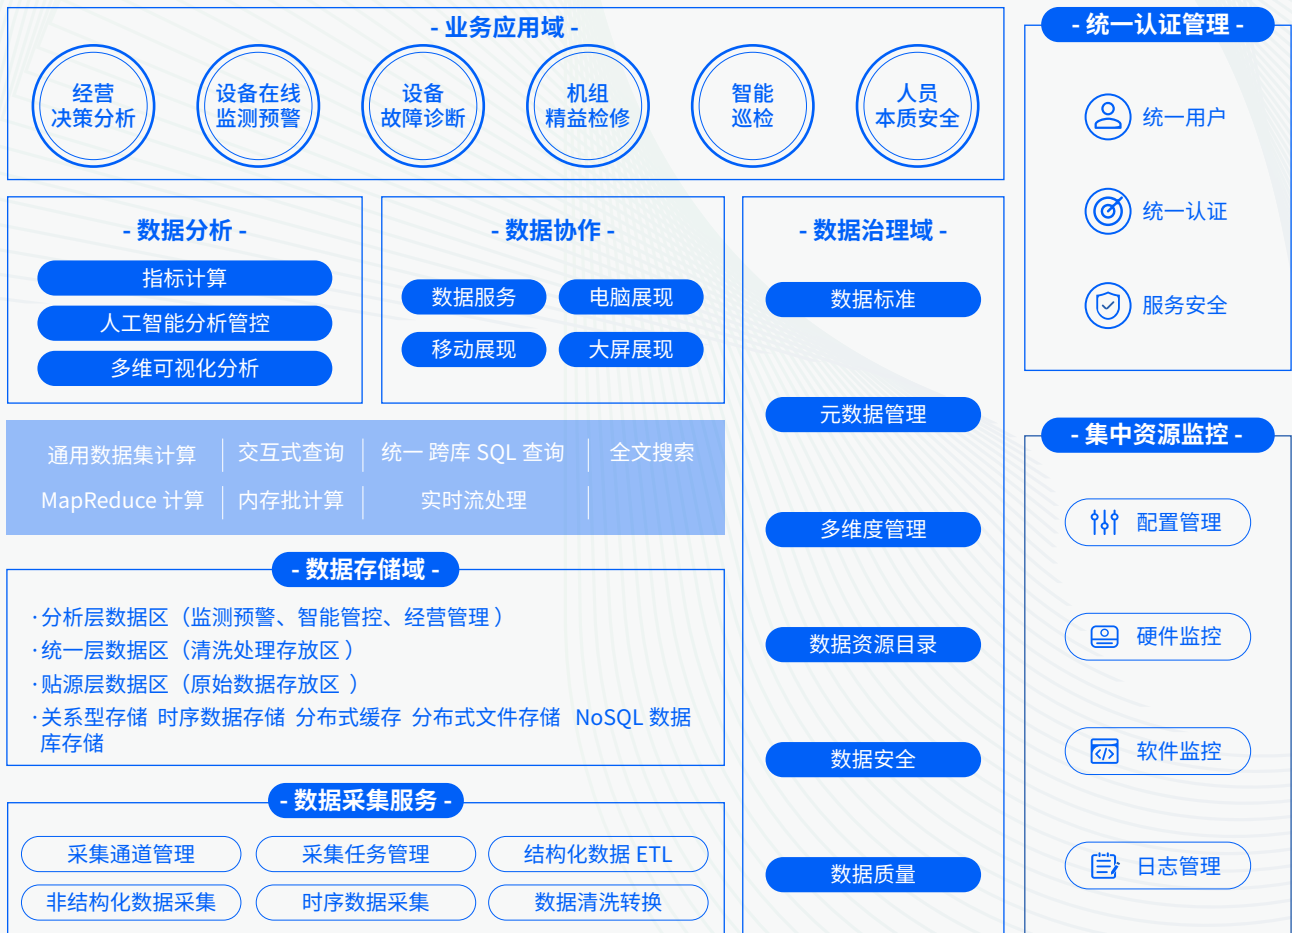 - 业务应用域 -
经营
决策分析
设备在线
监测预警
设备
故障诊断
机组
精益检修
智能
巡检
人员
本质安全
- 数据分析 -
指标计算
人工智能分析管控
多维可视化分析
- 数据协作 -
数据服务
电脑展现
移动展现
大屏展现
通用数据集计算
交互式查询
统一 跨库 SQL 查询
全文搜索
MapReduce 计算
内存批计算
实时流处理
- 数据存储域 -
·分析层数据区（监测预警、智能管控、经营管理 ）
·统一层数据区（清洗处理存放区 ）
·贴源层数据区（原始数据存放区 ）
·关系型存储 时序数据存储 分布式缓存 分布式文件存储 NoSQL 数据
库存储
- 数据采集服务 -
采集通道管理
采集任务管理
结构化数据 ETL
非结构化数据采集
时序数据采集
数据清洗转换
- 数据治理域 -
数据标准
元数据管理
多维度管理
数据资源目录
数据安全
数据质量
- 统一认证管理 -
统一用户
统一认证
服务安全
- 集中资源监控 -
配置管理
硬件监控
软件监控
日志管理